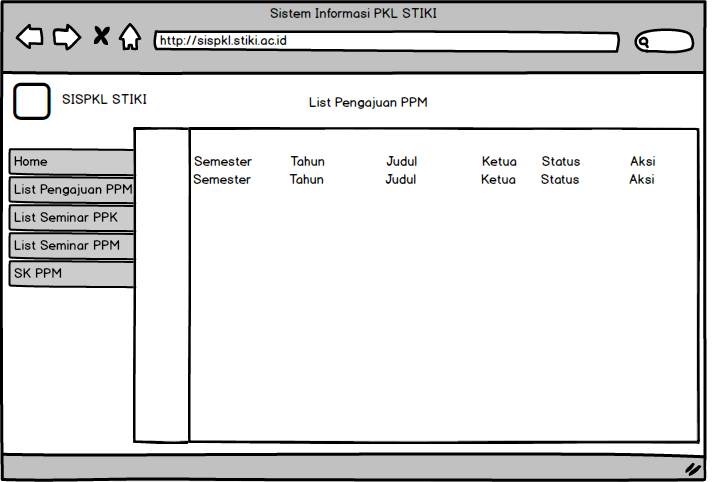 Sistem Informasi PKL STIKI
http://sispkl.stiki.ac.id
SISPKL STIKI
List Pengajuan PPM
Home
List Pengajuan PPM
List Seminar PPK
List Seminar PPM
SK PPM
Semester Tahun Judul Ketua Status Aksi
Semester Tahun Judul Ketua Status Aksi